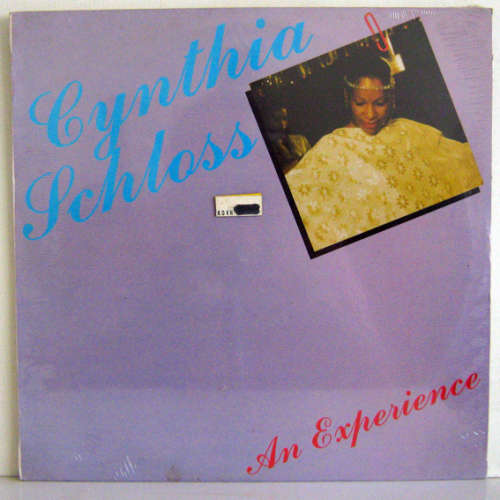 Cynthia
Schloss
An Experience